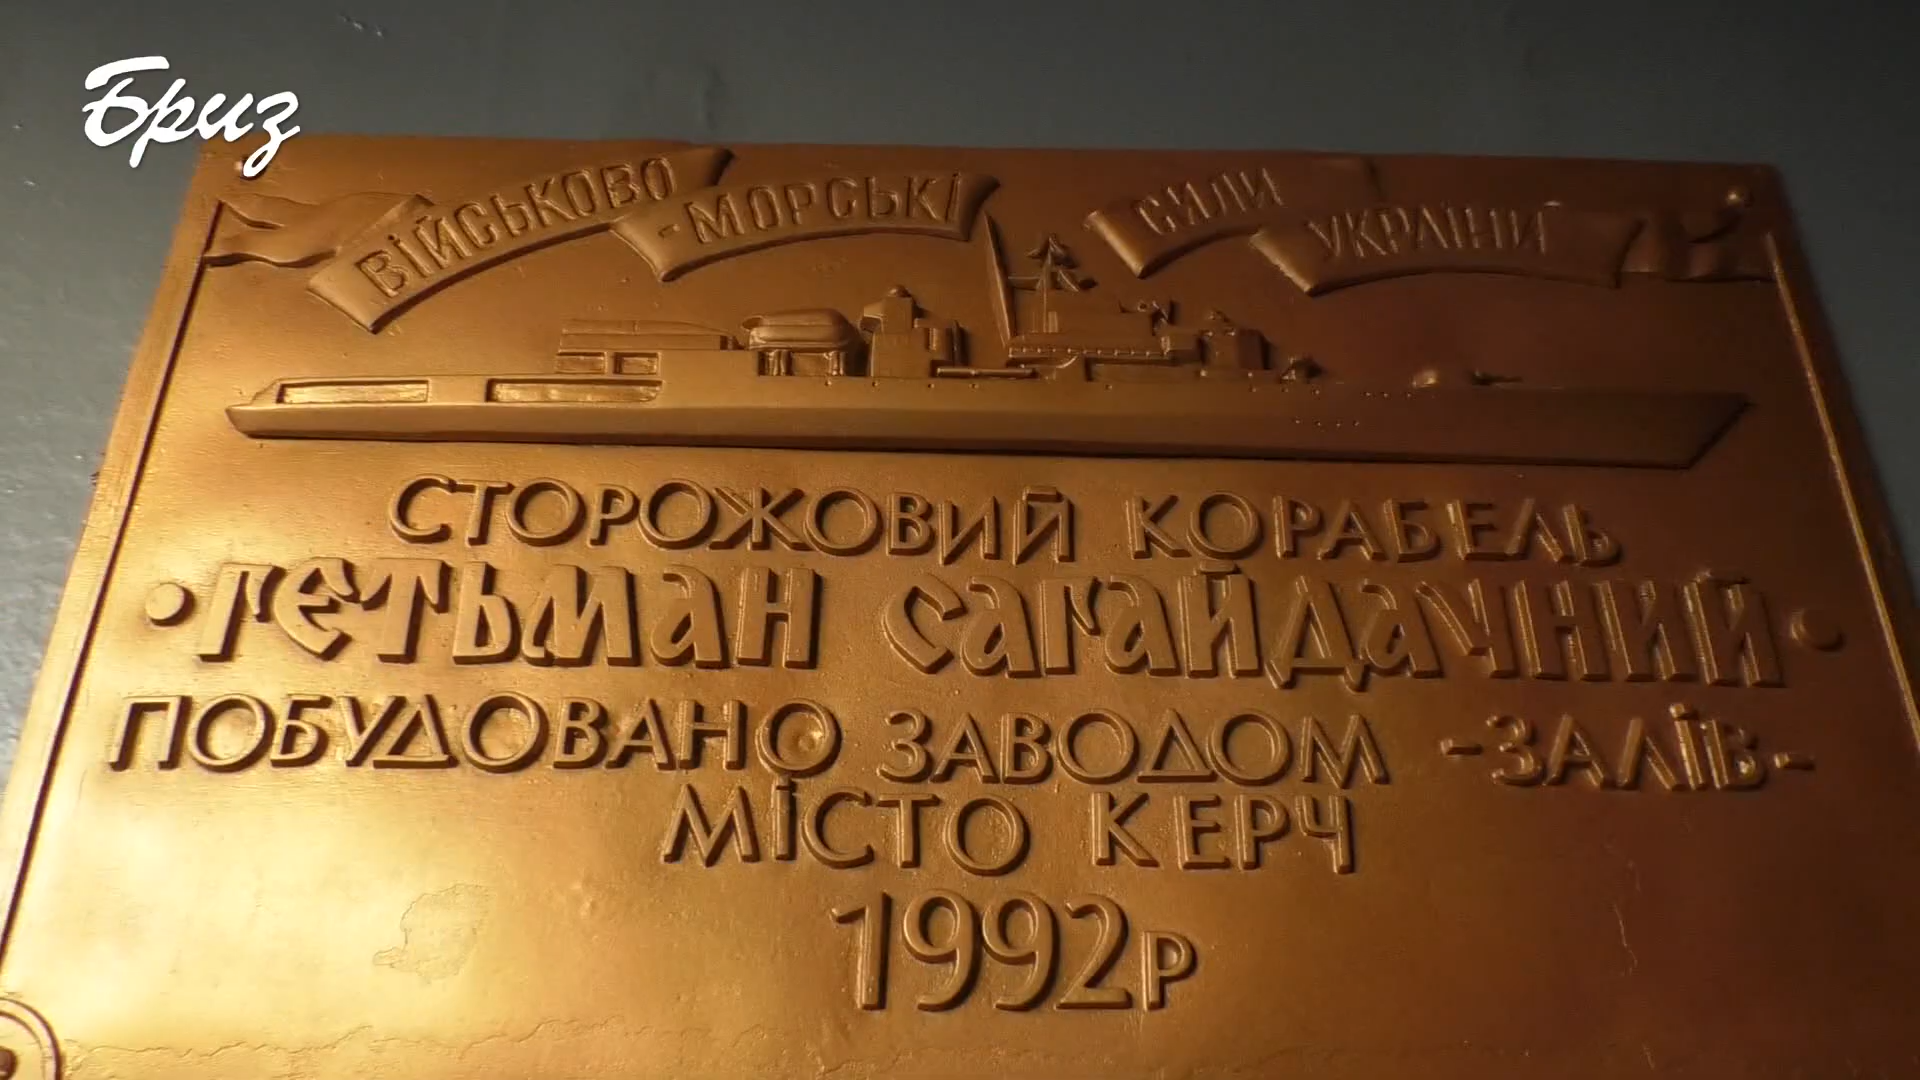 Бриз
ВІЙСЬКОВО -МОРСЬКІ СИЛИ УКРАЇНИ
СТОРОЖОВИЙ КОРАБЕЛЬ
·ГЕТЬМАН САГАЙДАЧНИЙ·
ПОБУДОВАНО ЗАВОДОМ -ЗАЛІВ-
МІСТО КЕРЧ
1992р